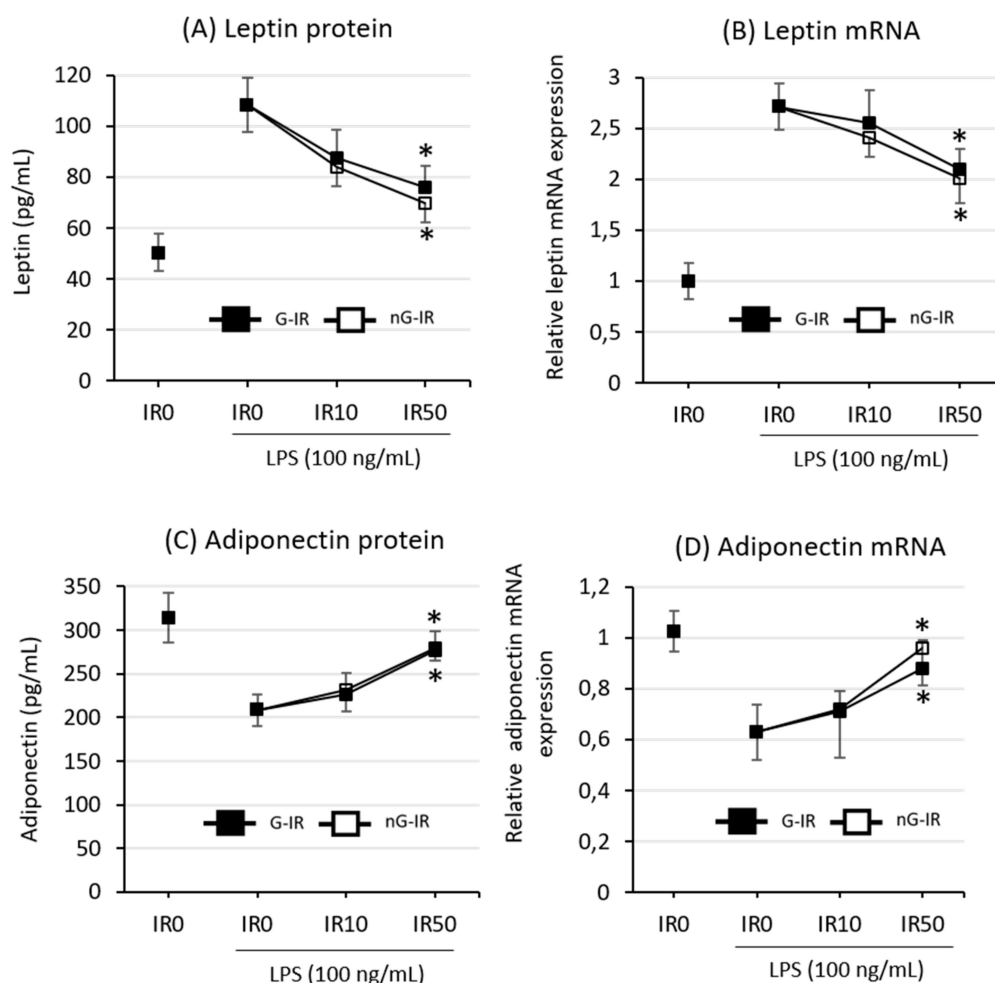 (A) Leptin protein
Leptin (pg/mL)
120
100
80
60
40
20
0
*
*
G-IR
nG-IR
IR0
IR0
IR10
IR50
LPS (100 ng/mL)
(B) Leptin mRNA
Relative leptin mRNA expression
3
2,5
2
1,5
1
0,5
0
*
*
G-IR
nG-IR
IR0
IR0
IR10
IR50
LPS (100 ng/mL)
(C) Adiponectin protein
Adiponectin (pg/mL)
350
300
250
200
150
100
50
0
*
*
G-IR
nG-IR
IR0
IR0
IR10
IR50
LPS (100 ng/mL)
(D) Adiponectin mRNA
Relative adiponectin mRNA
expression
1,2
1
0,8
0,6
0,4
0,2
0
*
*
G-IR
nG-IR
IR0
IR0
IR10
IR50
LPS (100 ng/mL)